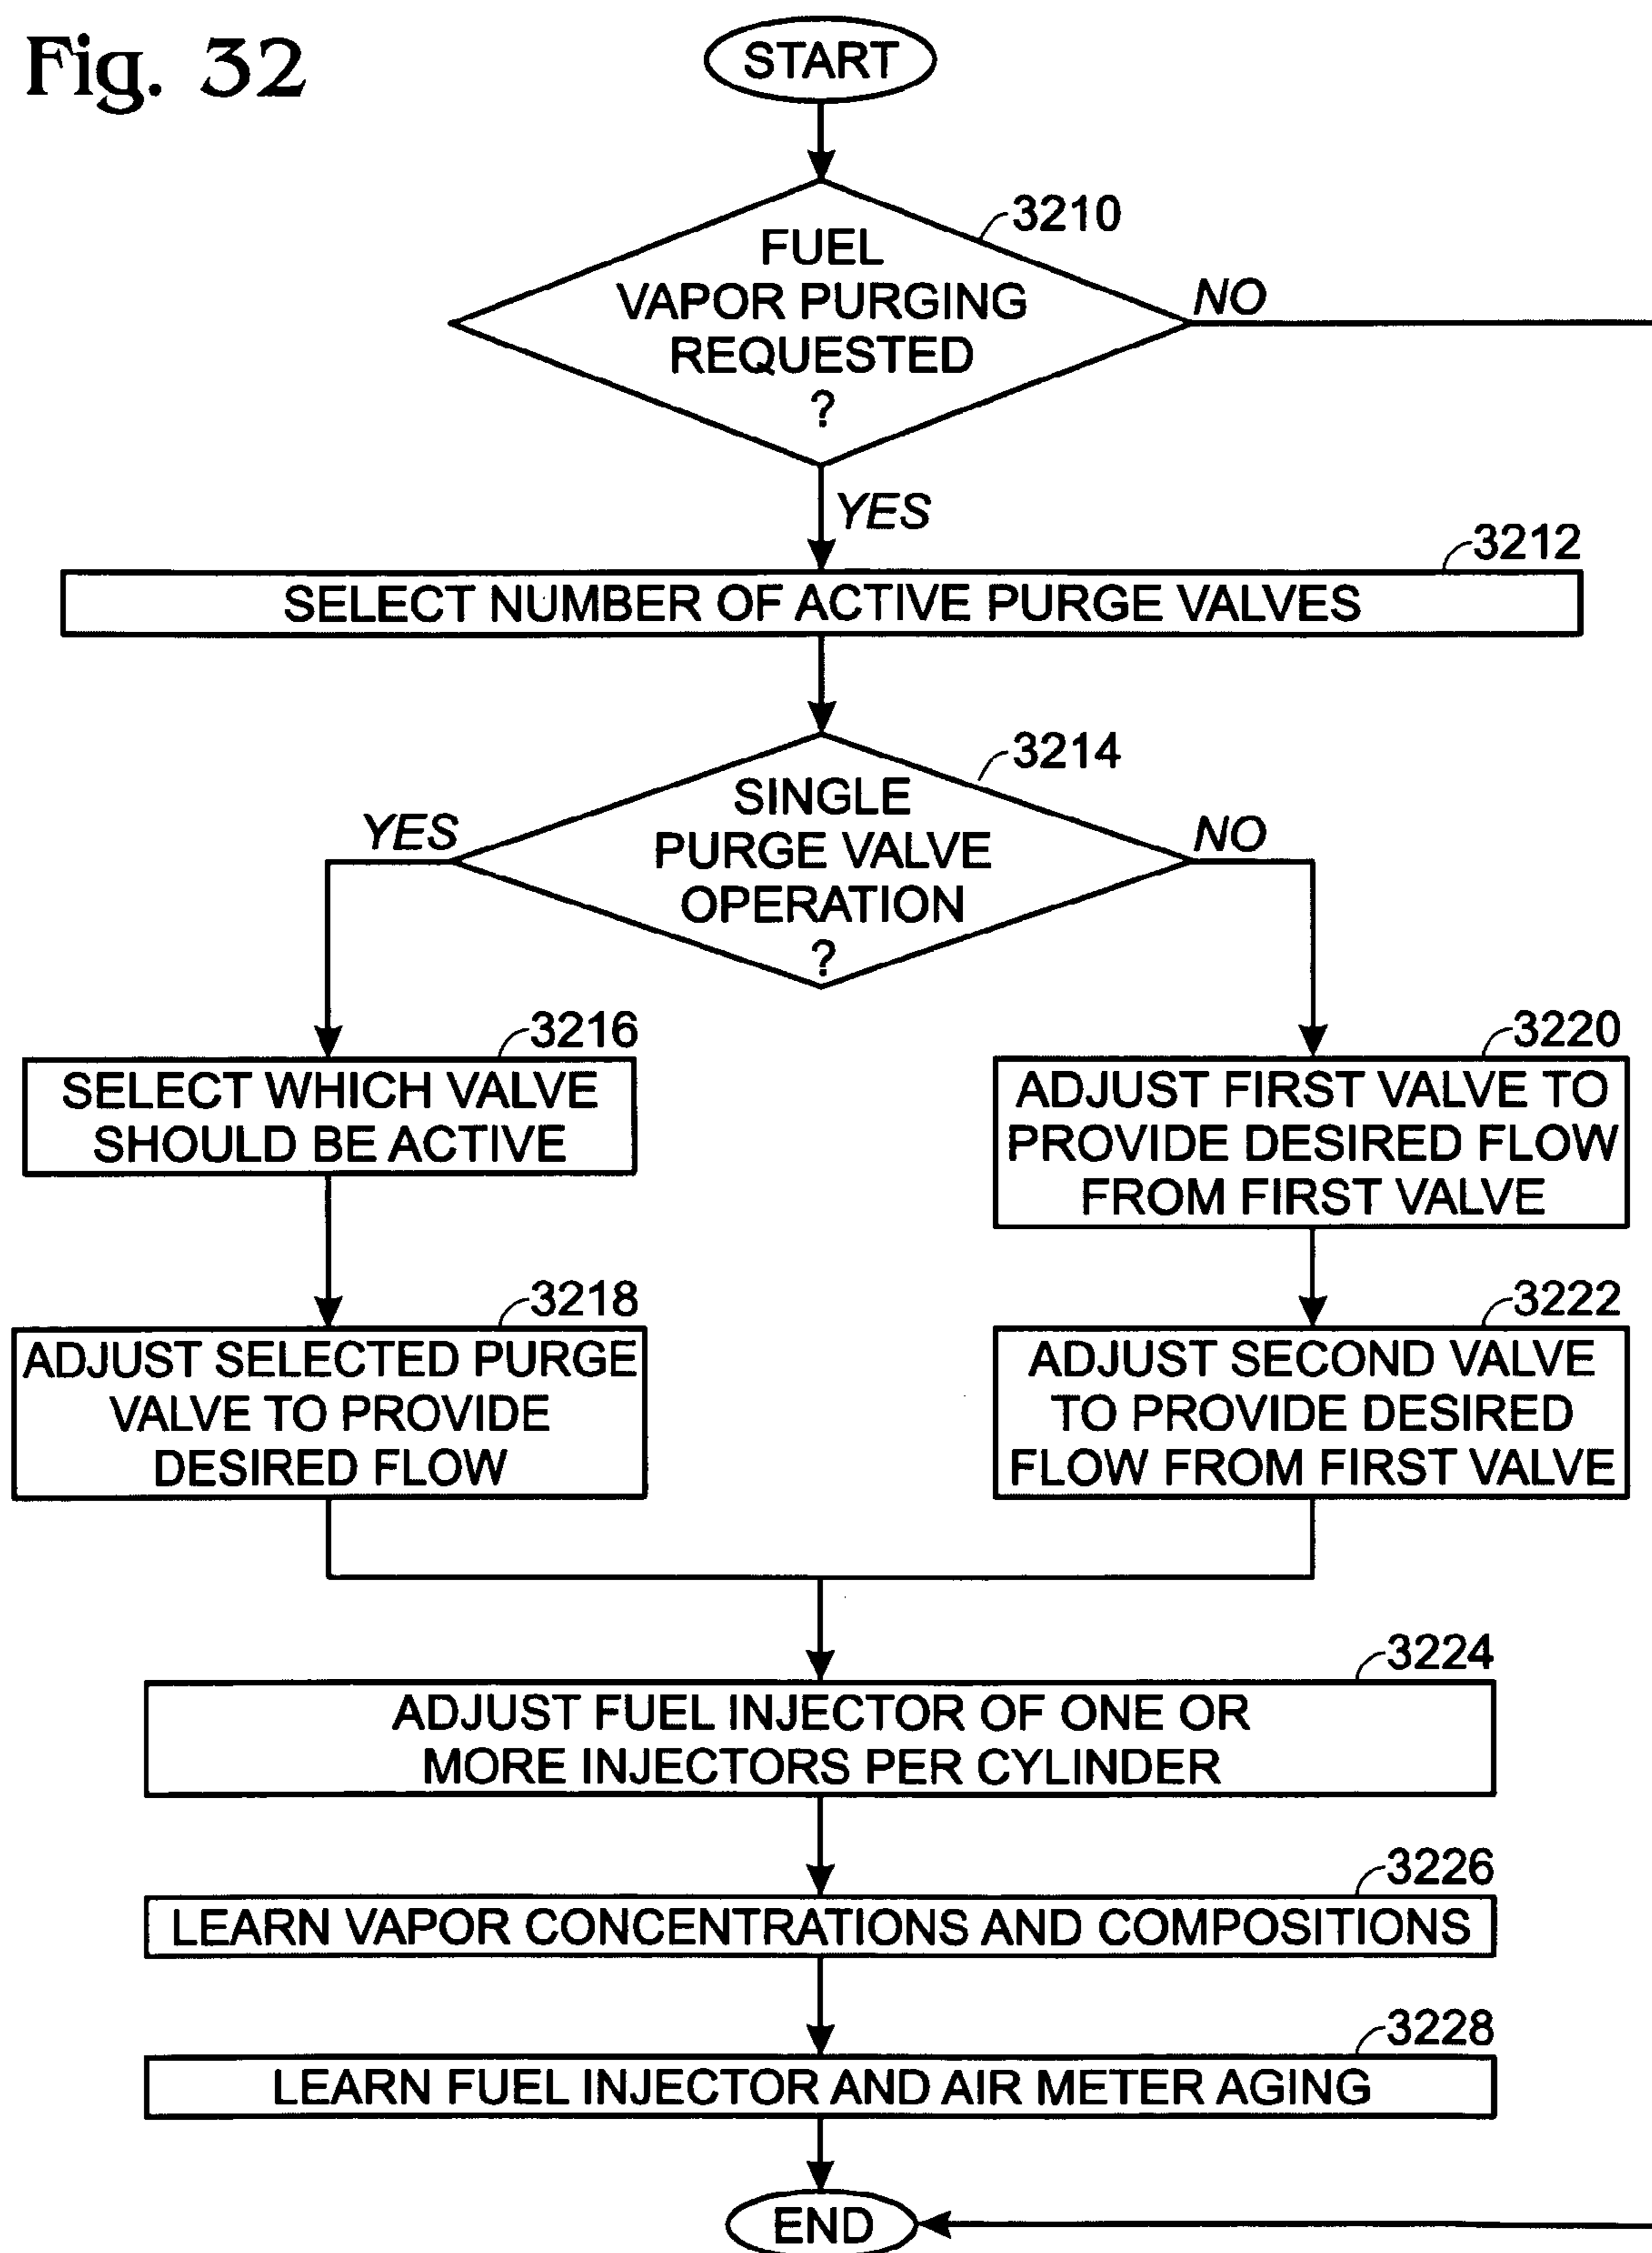 Fig. 32
START
3210
FUEL
VAPOR PURGING
REQUESTED
?
NO
YES
3212
SELECT NUMBER OF ACTIVE PURGE VALVES
3214
SINGLE
PURGE VALVE
OPERATION
?
YES
NO
3216
SELECT WHICH VALVE
SHOULD BE ACTIVE
3220
ADJUST FIRST VALVE TO
PROVIDE DESIRED FLOW
FROM FIRST VALVE
3218
ADJUST SELECTED PURGE
VALVE TO PROVIDE
DESIRED FLOW
3222
ADJUST SECOND VALVE
TO PROVIDE DESIRED
FLOW FROM FIRST VALVE
3224
ADJUST FUEL INJECTOR OF ONE OR
MORE INJECTORS PER CYLINDER
3226
LEARN VAPOR CONCENTRATIONS AND COMPOSITIONS
3228
LEARN FUEL INJECTOR AND AIR METER AGING
END